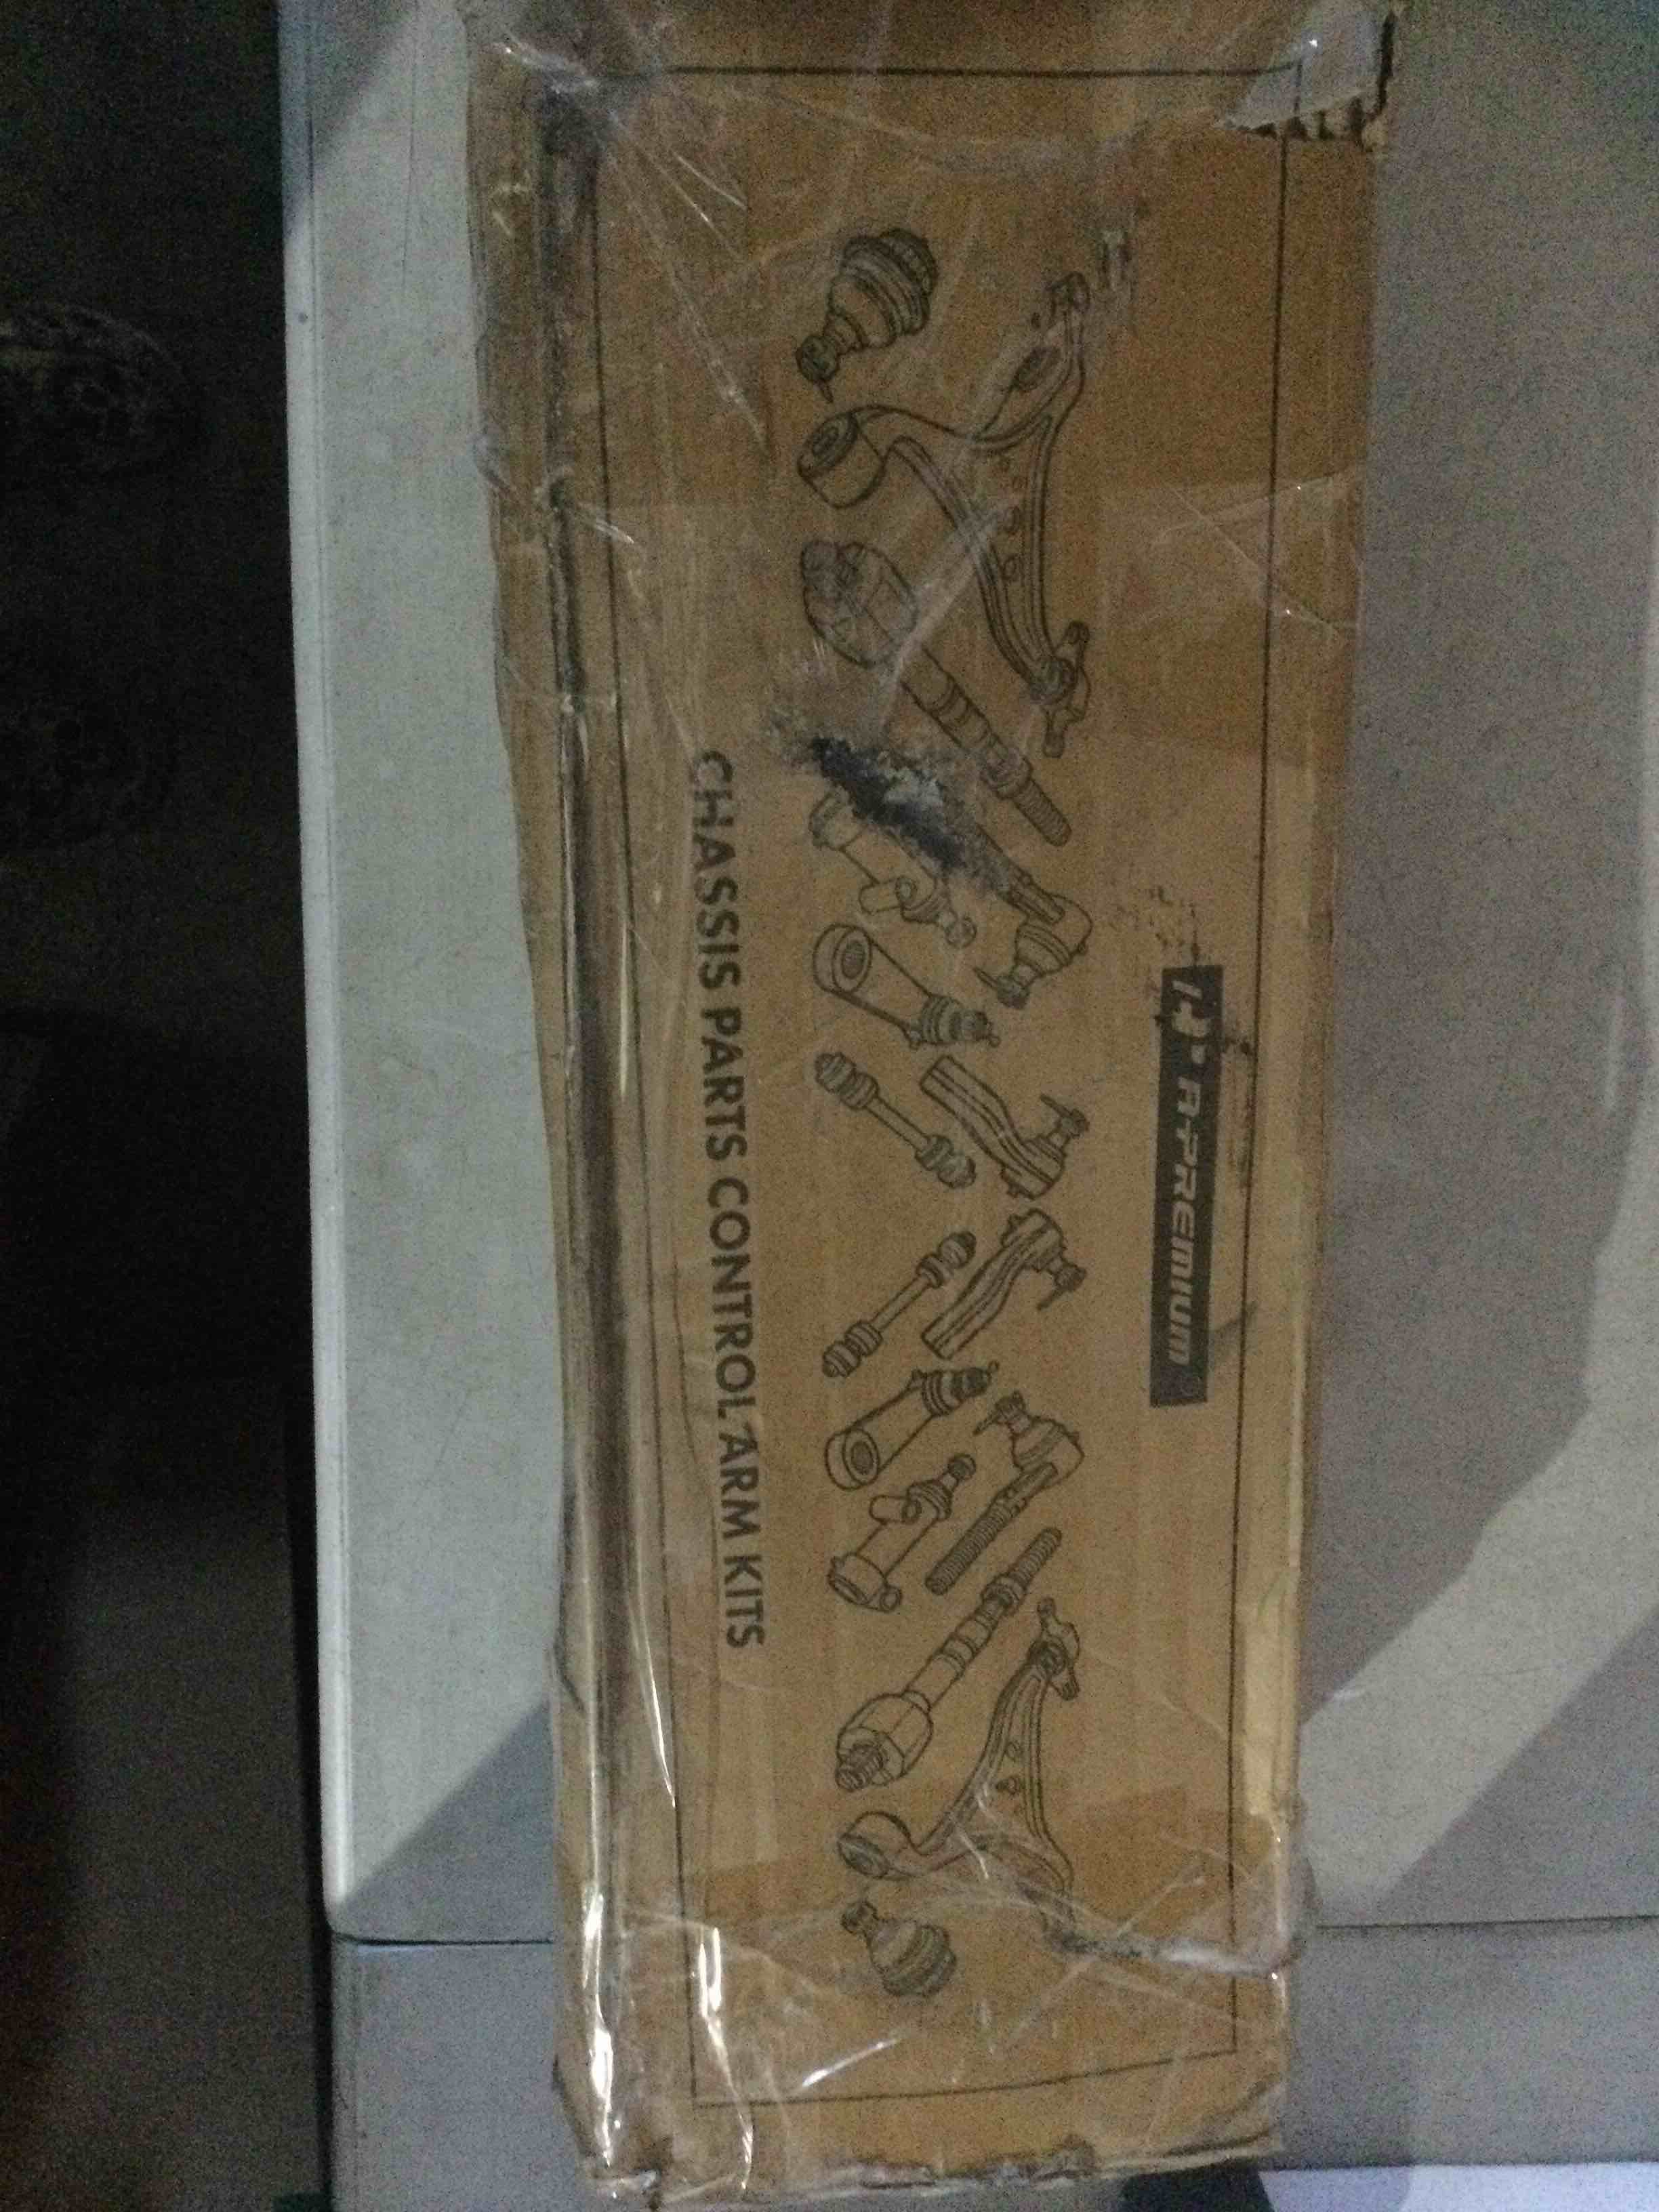 A-PREMIUM
CHASSIS PARTS CONTROL ARM KITS